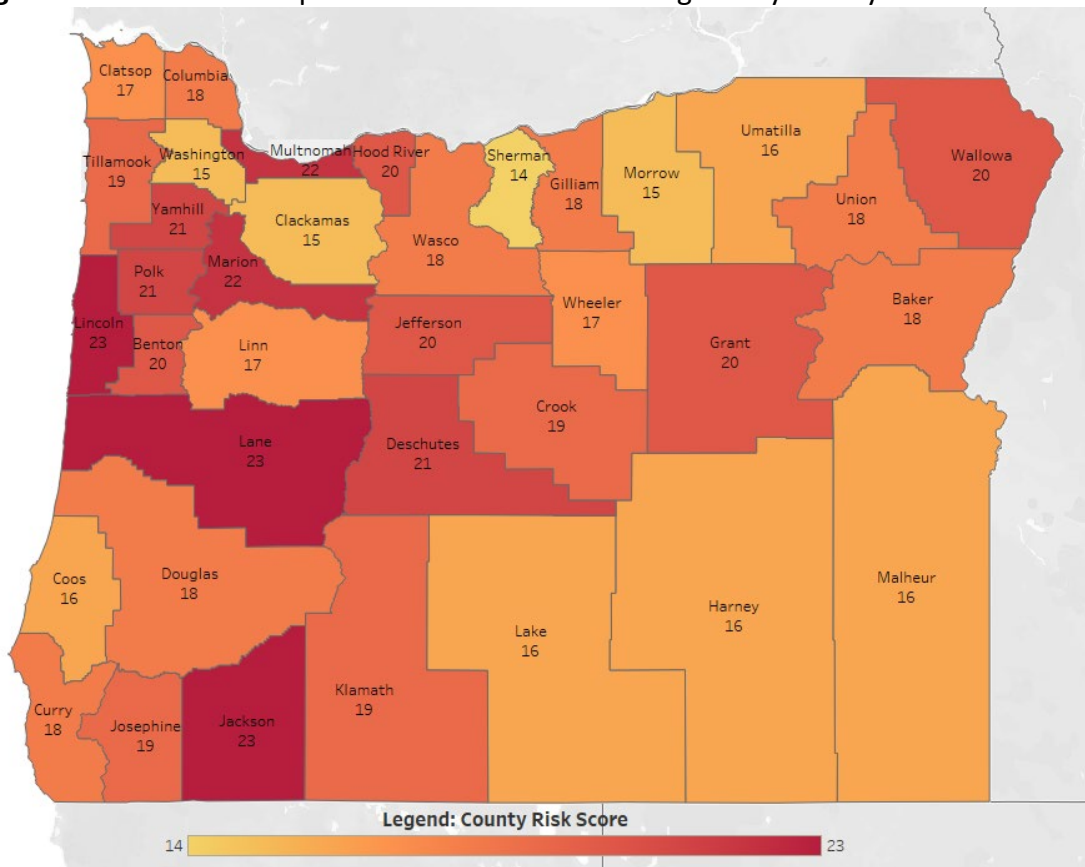 Clatsop
17
Columbia
18
Tillamook
19
Washington
15
Multnomah
22
Hood River
20
Sherman
14
Gilliam
18
Morrow
15
Umatilla
16
Union
18
Wallowa
20
Yamhill
21
Clackamas
15
Wasco
18
Polk
21
Marion
22
Wheeler
17
Baker
18
Lincoln
23
Benton
20
Linn
17
Jefferson
20
Grant
20
Crook
19
Lane
23
Deschutes
21
Coos
16
Douglas
18
Lake
16
Harney
16
Malheur
16
Curry
18
Josephine
19
Jackson
23
Klamath
19
Legend: County Risk Score
14
23